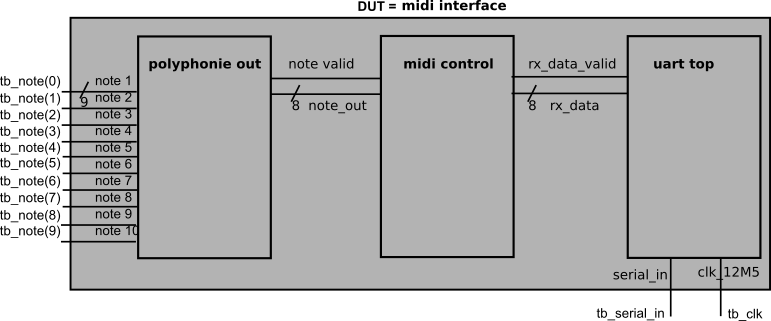 DUT = midi interface
polyphonie out
note valid
midi control
rx_data_valid
uart top
tb_note(0)
note 1
9
tb_note(1)
note 2
8
note_out
8
rx_data
tb_note(2)
note 3
tb_note(3)
note 4
tb_note(4)
note 5
tb_note(5)
note 6
tb_note(6)
note 7
tb_note(7)
note 8
tb_note(8)
note 9
tb_note(9)
note 10
serial_in
clk_12M5
tb_serial_in
tb_clk